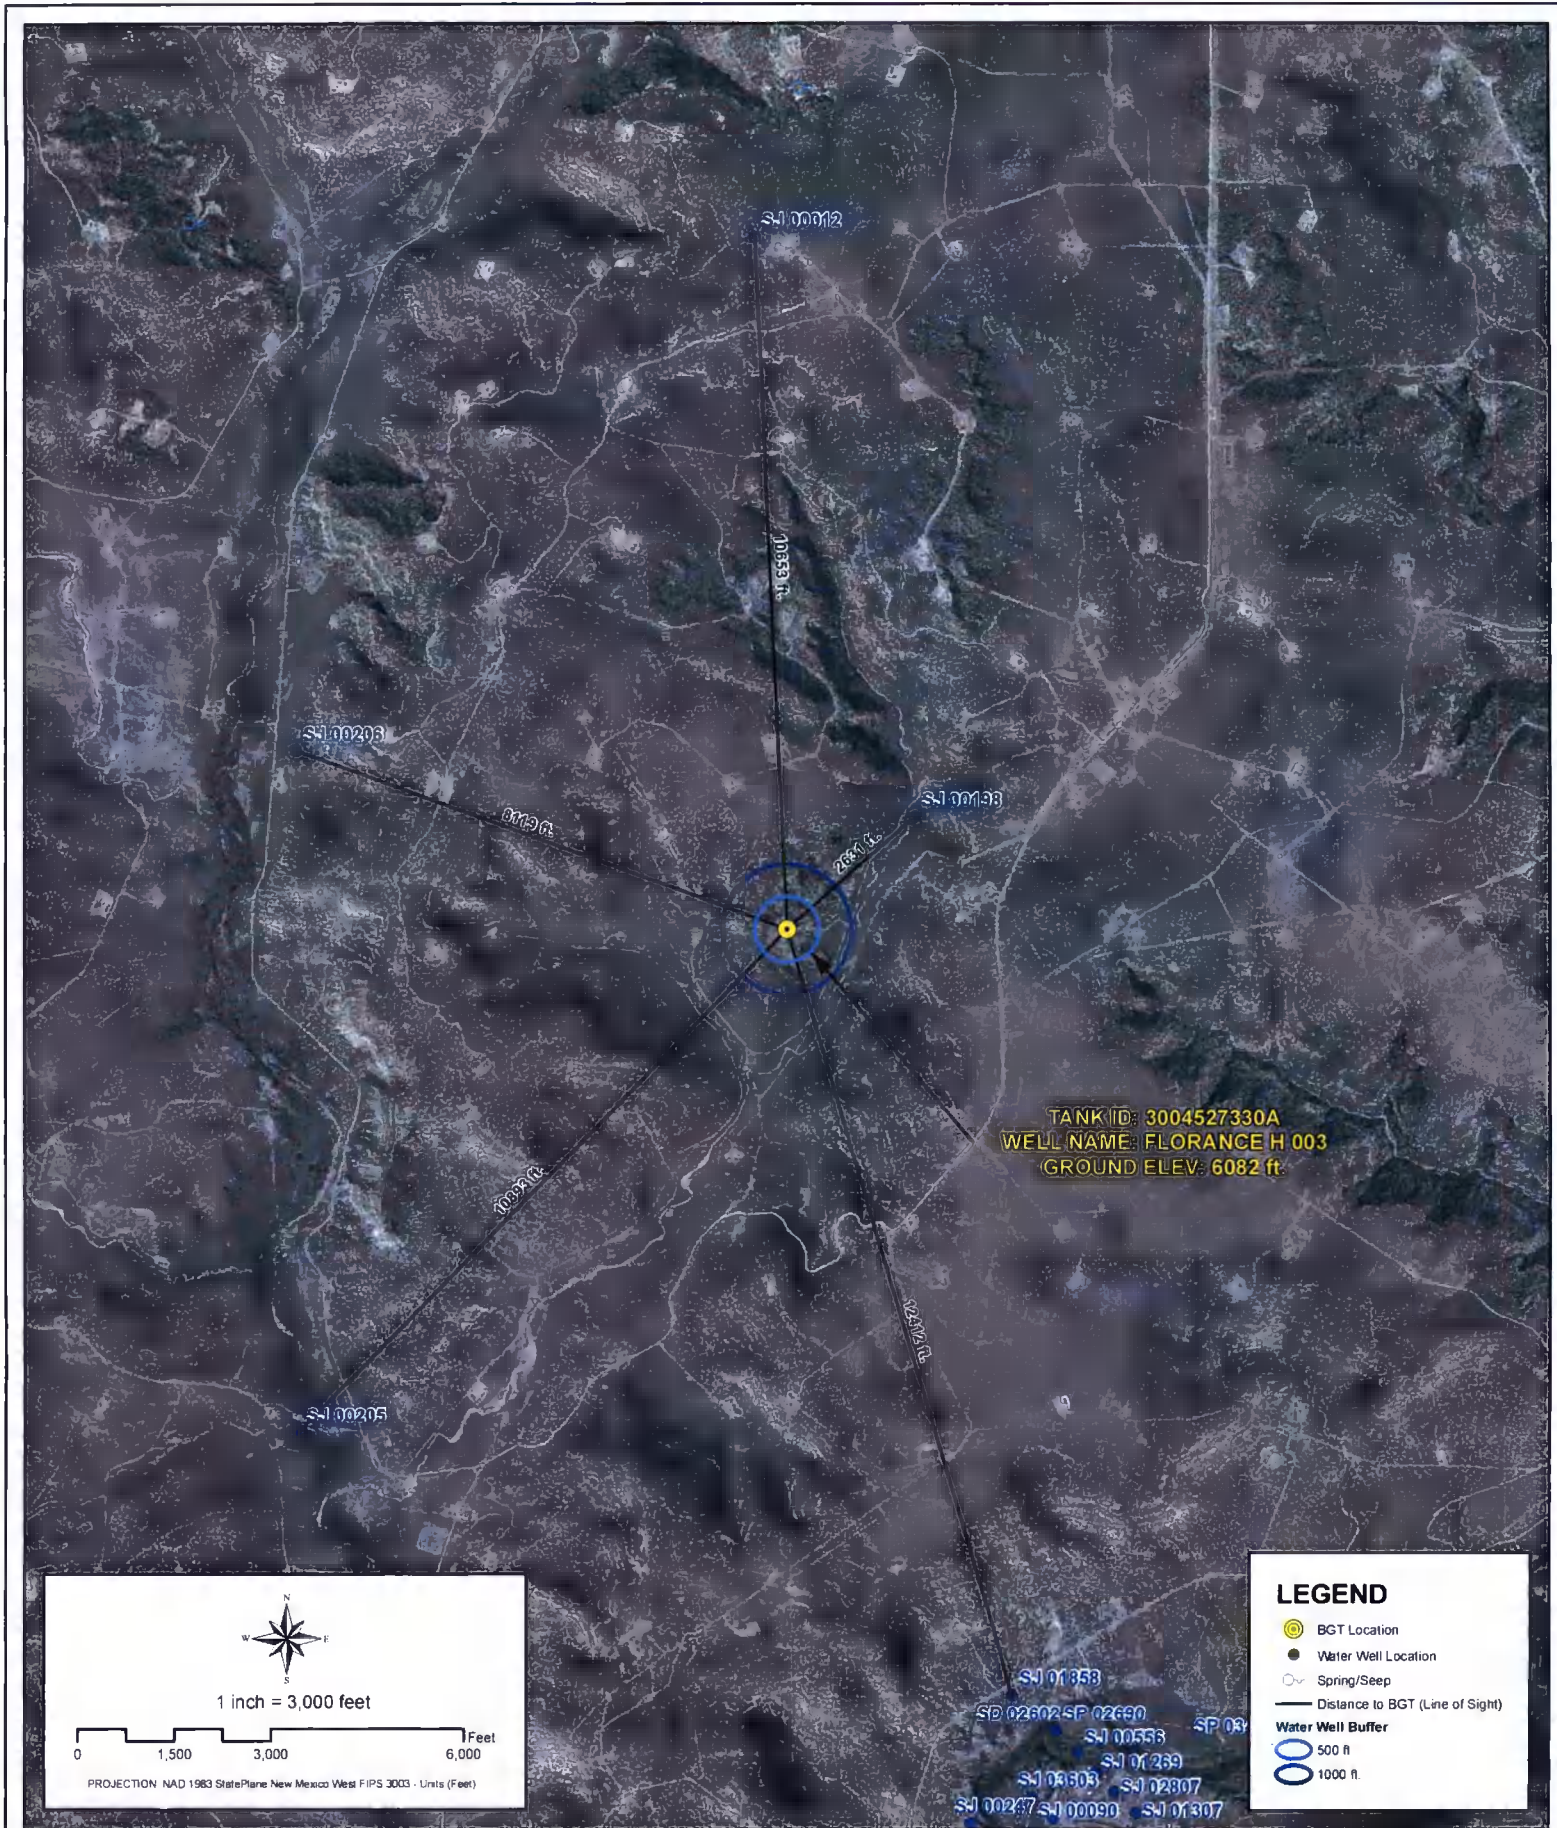 SJ 00012
10653 ft.
SJ 00206
8119 ft.
SJ 00198
2631 ft.
TANK ID: 3004527330A
WELL NAME: FLORANCE H 003
GROUND ELEV: 6082 ft.
10893 ft.
12412 ft.
SJ 00205
SJ 01858
SD 02602 SP 02690
SP 03
SJ 00556
SJ 01269
SJ 03603
SJ 02807
SJ 00247
SJ 00090
SJ 01307
N
W E
S
1 inch = 3,000 feet
Feet
0 1,500 3,000 6,000
PROJECTION NAD 1983 StatePlane New Mexico West FIPS 3003 - Units (Feet)
LEGEND
BGT Location
Water Well Location
Spring/Seep
Distance to BGT (Line of Sight)
Water Well Buffer
500 ft
1000 ft.